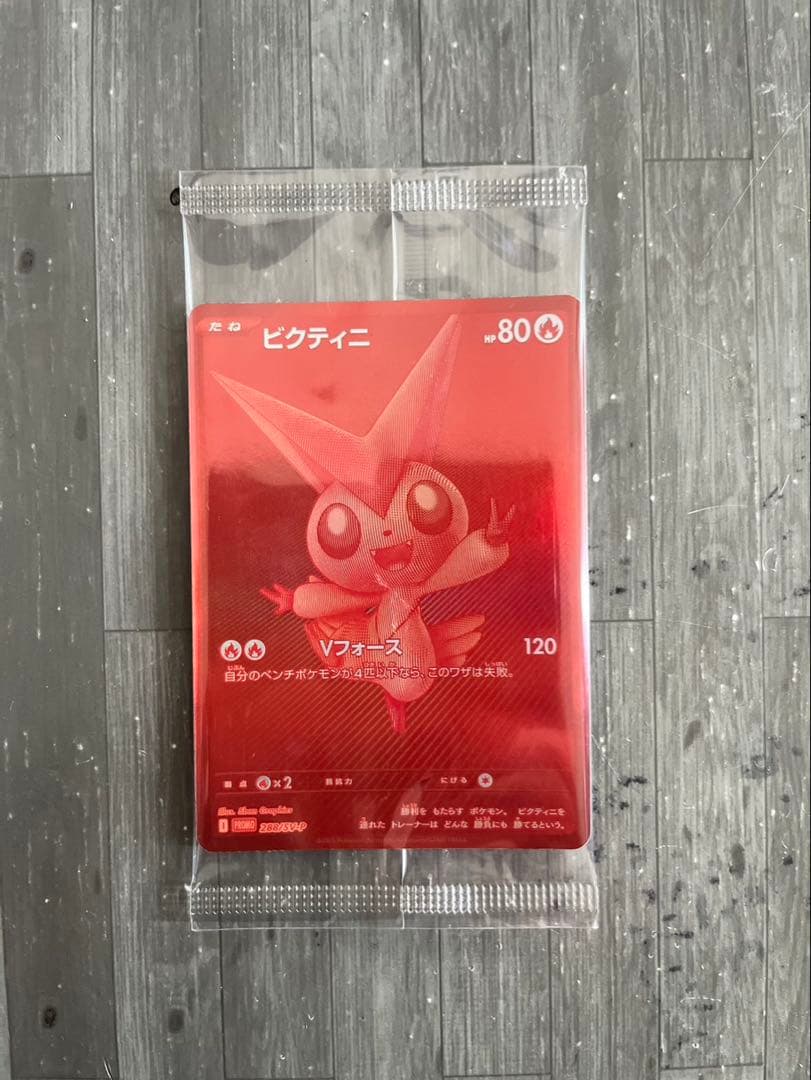 たね ビクティニ HP 80
Vフォース 120
自分のベンチポケモンが4匹以下なら、このワザは失敗。
弱点 ×2 抵抗力 にげる
勝利を もたらす ポケモン。 ビクティニを
連れた トレーナーは どんな 勝負にも 勝てるという。
I PROMO 288/SV-P